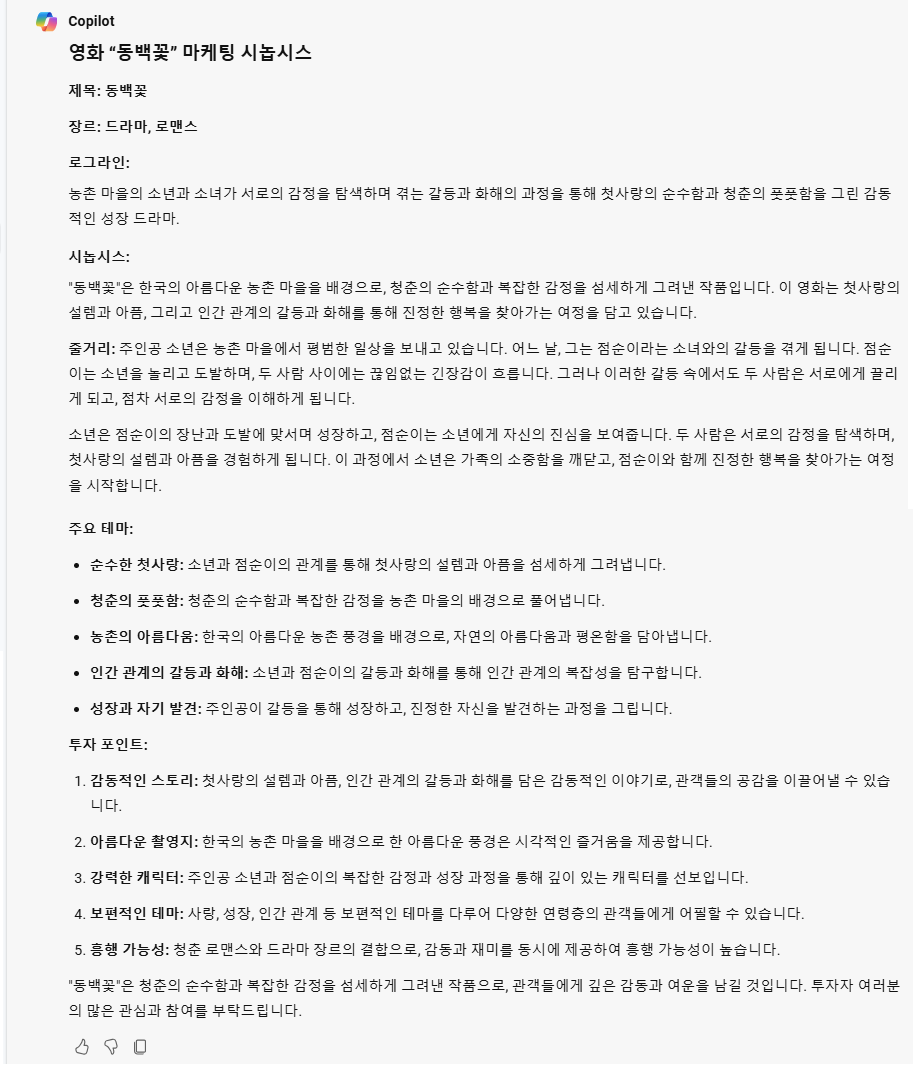 Copilot
영화 “동백꽃” 마케팅 시놉시스
제목: 동백꽃
장르: 드라마, 로맨스
로그라인:
농촌 마을의 소년과 소녀가 서로의 감정을 탐색하며 겪는 갈등과 화해의 과정을 통해 첫사랑의 순수함과 청춘의 풋풋함을 그린 감동
적인 성장 드라마.
시놉시스:
"동백꽃"은 한국의 아름다운 농촌 마을을 배경으로, 청춘의 순수함과 복잡한 감정을 섬세하게 그려낸 작품입니다. 이 영화는 첫사랑의
설렘과 아픔, 그리고 인간 관계의 갈등과 화해를 통해 진정한 행복을 찾아가는 여정을 담고 있습니다.
줄거리: 주인공 소년은 농촌 마을에서 평범한 일상을 보내고 있습니다. 어느 날, 그는 점순이라는 소녀와의 갈등을 겪게 됩니다. 점순
이는 소년을 놀리고 도발하며, 두 사람 사이에는 끊임없는 긴장감이 흐릅니다. 그러나 이러한 갈등 속에서도 두 사람은 서로에게 끌리
게 되고, 점차 서로의 감정을 이해하게 됩니다.
소년은 점순이의 장난과 도발에 맞서며 성장하고, 점순이는 소년에게 자신의 진심을 보여줍니다. 두 사람은 서로의 감정을 탐색하며,
첫사랑의 설렘과 아픔을 경험하게 됩니다. 이 과정에서 소년은 가족의 소중함을 깨닫고, 점순이와 함께 진정한 행복을 찾아가는 여정
을 시작합니다.
주요 테마:
• 순수한 첫사랑: 소년과 점순이의 관계를 통해 첫사랑의 설렘과 아픔을 섬세하게 그려냅니다.
• 청춘의 풋풋함: 청춘의 순수함과 복잡한 감정을 농촌 마을의 배경으로 풀어냅니다.
• 농촌의 아름다움: 한국의 아름다운 농촌 풍경을 배경으로, 자연의 아름다움과 평온함을 담아냅니다.
• 인간 관계의 갈등과 화해: 소년과 점순이의 갈등과 화해를 통해 인간 관계의 복잡성을 탐구합니다.
• 성장과 자기 발견: 주인공이 갈등을 통해 성장하고, 진정한 자신을 발견하는 과정을 그립니다.
투자 포인트:
1. 감동적인 스토리: 첫사랑의 설렘과 아픔, 인간 관계의 갈등과 화해를 담은 감동적인 이야기로, 관객들의 공감을 이끌어낼 수 있습
니다.
2. 아름다운 촬영지: 한국의 농촌 마을을 배경으로 한 아름다운 풍경은 시각적인 즐거움을 제공합니다.
3. 강력한 캐릭터: 주인공 소년과 점순이의 복잡한 감정과 성장 과정을 통해 깊이 있는 캐릭터를 선보입니다.
4. 보편적인 테마: 사랑, 성장, 인간 관계 등 보편적인 테마를 다루어 다양한 연령층의 관객들에게 어필할 수 있습니다.
5. 흥행 가능성: 청춘 로맨스와 드라마 장르의 결합으로, 감동과 재미를 동시에 제공하여 흥행 가능성이 높습니다.
"동백꽃"은 청춘의 순수함과 복잡한 감정을 섬세하게 그려낸 작품으로, 관객들에게 깊은 감동과 여운을 남길 것입니다. 투자자 여러분
의 많은 관심과 참여를 부탁드립니다.